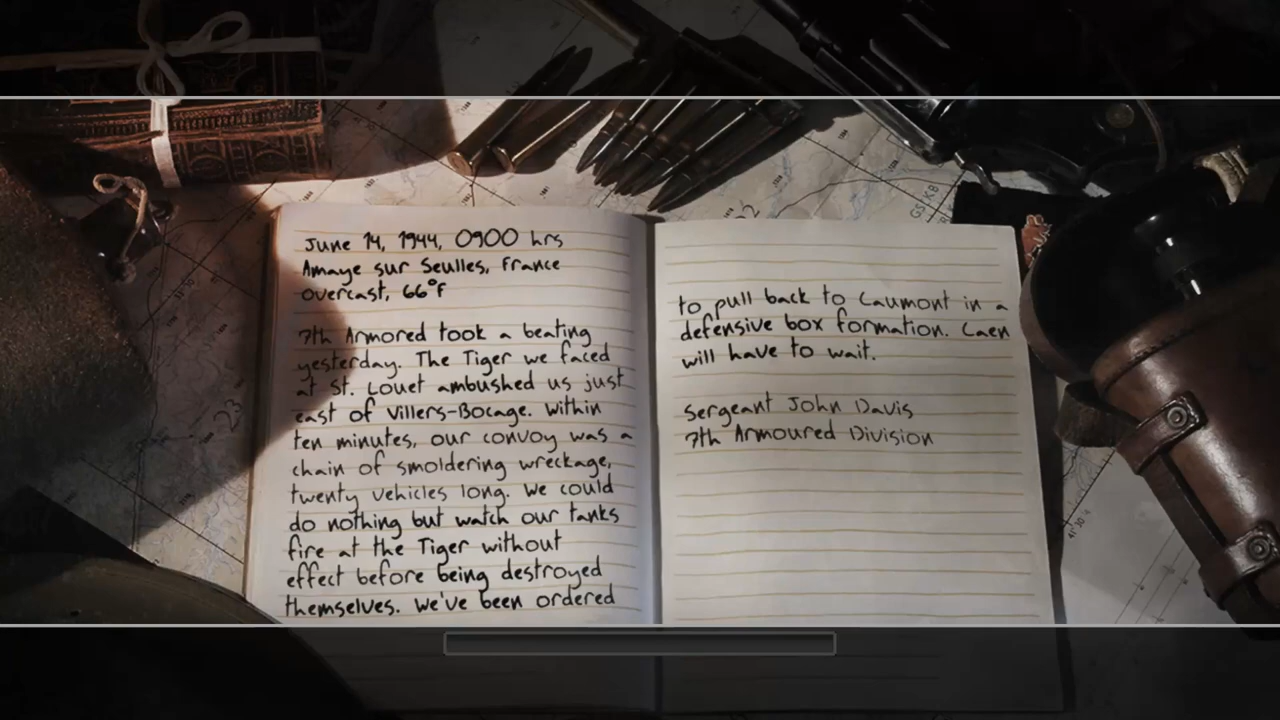 June 14, 1944, 0900 hrs
Amaye sur Seulles, France
Overcast, 66°F
7th Armored took a beating
yesterday. The Tiger we faced
at St. Louet ambushed us just
east of Villers-Bocage. Within
ten minutes, our convoy was a
chain of smoldering wreckage,
twenty vehicles long. We could
do nothing but watch our tanks
fire at the Tiger without
effect before being destroyed
themselves. We've been ordered
to pull back to Caumont in a
defensive box formation. Caen
will have to wait.
Sergeant John Davis
7th Armoured Division
GSKB
23